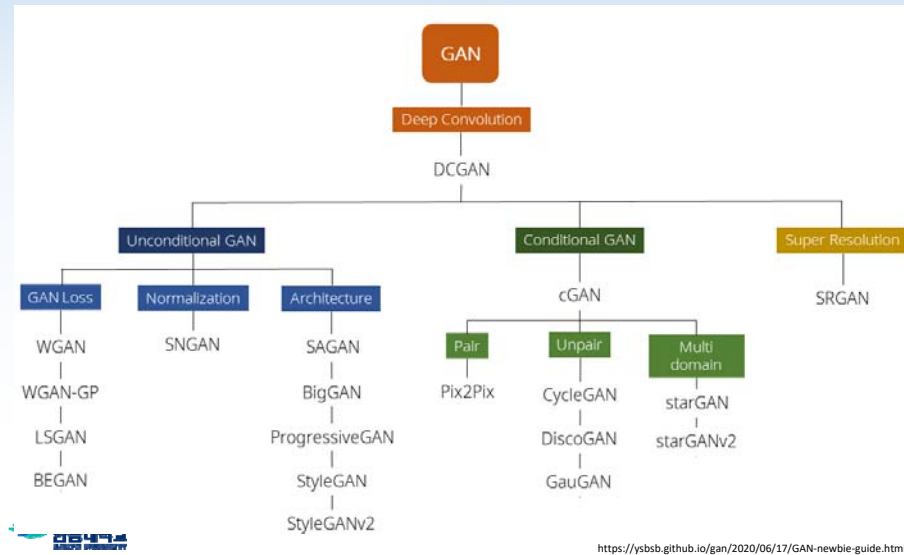 GAN
Deep Convolution
DCGAN
Unconditional GAN
Conditional GAN
Super Resolution
GAN Loss
Normalization
Architecture
cGAN
SRGAN
WGAN
SNGAN
SAGAN
Pair
Unpair
Multi
domain
WGAN-GP
BigGAN
Pix2Pix
CycleGAN
starGAN
LSGAN
ProgressiveGAN
DiscoGAN
starGANv2
BEGAN
StyleGAN
GauGAN
StyleGANv2
https://ysbsb.github.io/gan/2020/06/17/GAN-newbie-guide.htm